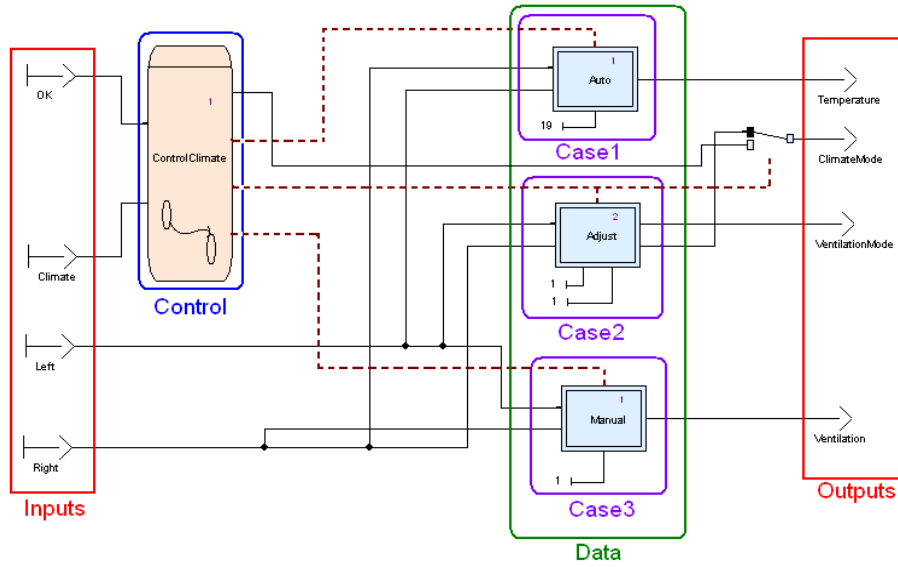 OK
Climate
Left
Right
Inputs
1
ControlClimate
Control
1
Auto
19
Case1
2
Adjust
1
1
Case2
1
Manual
1
Case3
Data
Temperature
ClimateMode
VentilationMode
Ventilation
Outputs